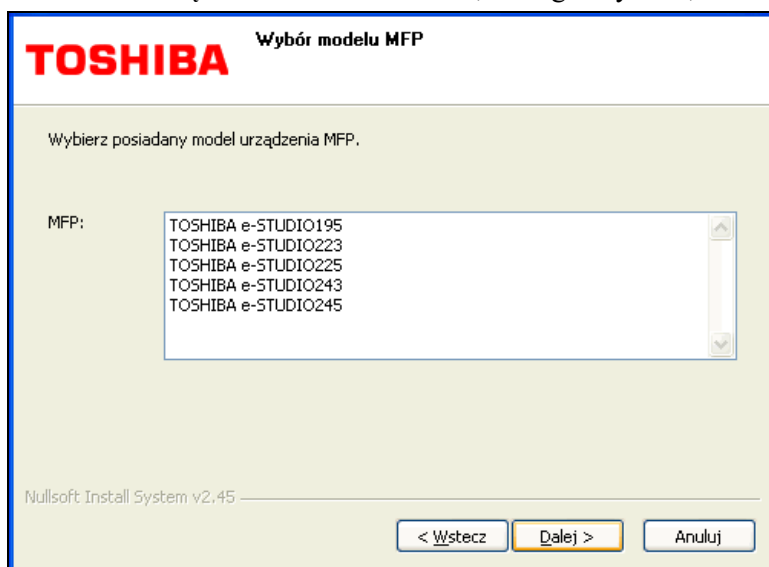 Wybór modelu MFP
TOSHIBA
Wybierz posiadany model urządzenia MFP.
MFP:
TOSHIBA e-STUDIO195
TOSHIBA e-STUDIO223
TOSHIBA e-STUDIO225
TOSHIBA e-STUDIO243
TOSHIBA e-STUDIO245
Nullsoft Install System v2.45
< Wstecz
Dalej >
Anuluj